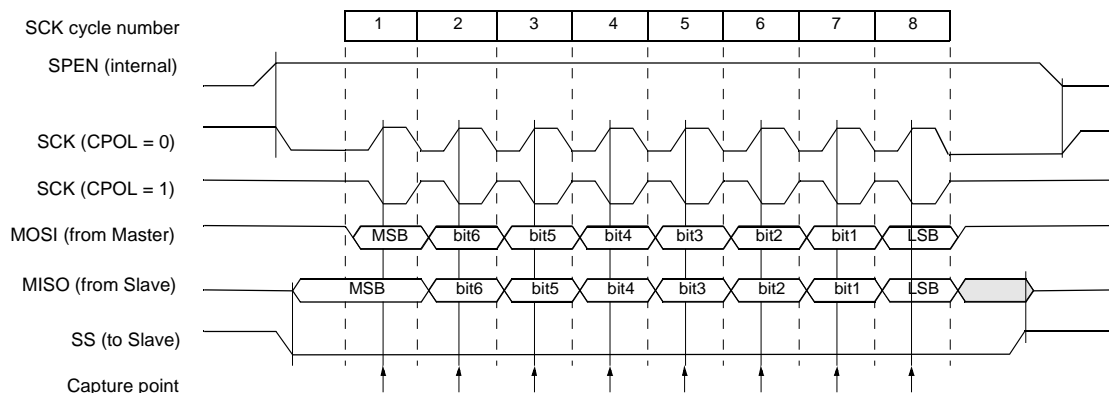 SCK cycle number 1 2 3 4 5 6 7 8
SPEN (internal)
SCK (CPOL = 0)
SCK (CPOL = 1)
MOSI (from Master) MSB bit6 bit5 bit4 bit3 bit2 bit1 LSB
MISO (from Slave) MSB bit6 bit5 bit4 bit3 bit2 bit1 LSB
SS (to Slave)
Capture point